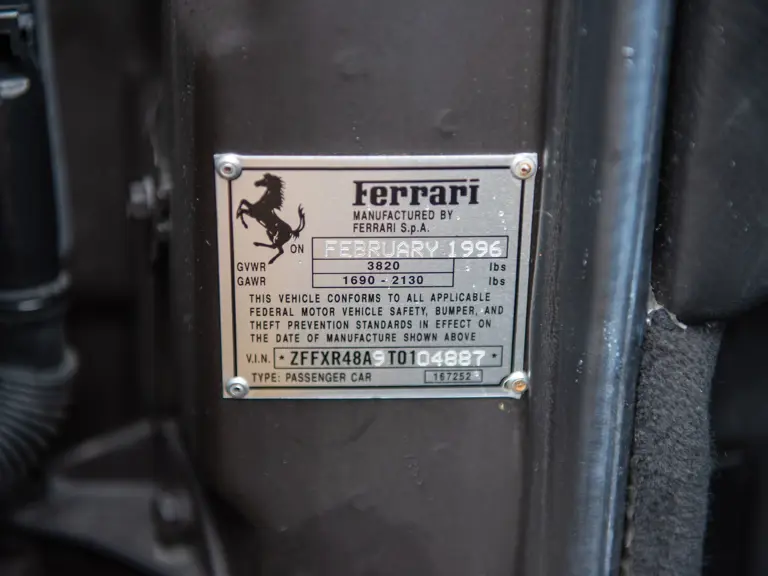 Ferrari
MANUFACTURED BY
FERRARI S.p.A.
ON FEBRUARY 1996
GVWR 3820 lbs
GAWR 1690 - 2130 lbs
THIS VEHICLE CONFORMS TO ALL APPLICABLE
FEDERAL MOTOR VEHICLE SAFETY, BUMPER, AND
THEFT PREVENTION STANDARDS IN EFFECT ON
THE DATE OF MANUFACTURE SHOWN ABOVE
V.I.N. * ZFFXR48A9T0104887 *
TYPE: PASSENGER CAR 167252